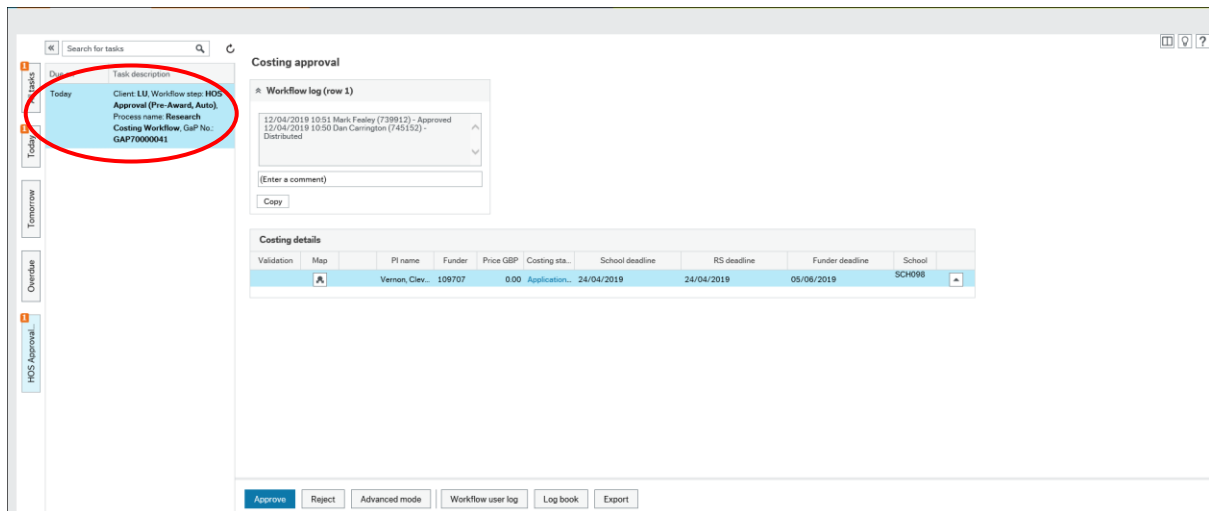 «
Search for tasks
?
1
tasks
1
Today
Tomorrow
Overdue
1
HOS Approval...
Task description
Today
Client: LU, Workflow step: HOS
Approval (Pre-Award, Auto),
Process name: Research
Costing Workflow, GaP No.:
GAP70000041
Costing approval
Workflow log (row 1)
12/04/2019 10:51 Mark Fealey (739912) - Approved
12/04/2019 10:50 Dan Carrington (745152) -
Distributed
(Enter a comment)
Copy
Costing details
Validation Map PI name Funder Price GBP Costing sta... School deadline RS deadline Funder deadline School
Vernon, Clev... 109707 0.00 Application... 24/04/2019 24/04/2019 05/06/2019 SCH098
Approve Reject Advanced mode Workflow user log Log book Export